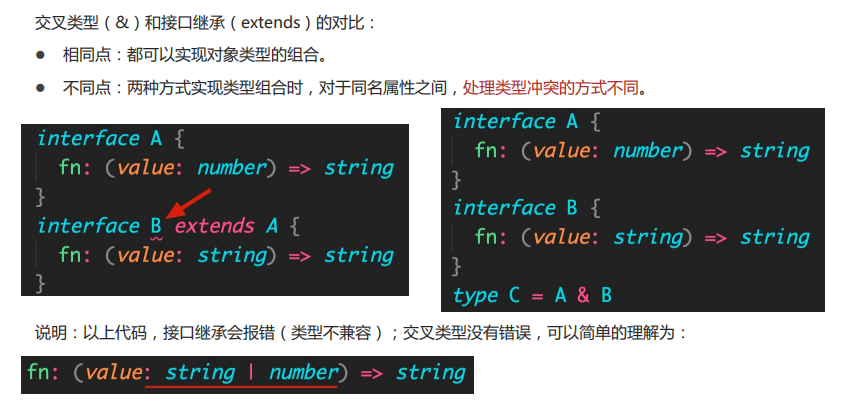 交叉类型（&）和接口继承（extends）的对比：
● 相同点：都可以实现对象类型的组合。
● 不同点：两种方式实现类型组合时，对于同名属性之间，处理类型冲突的方式不同。
interface A {
fn: (value: number) => string
}
interface B extends A {
fn: (value: string) => string
}
interface A {
fn: (value: number) => string
}
interface B {
fn: (value: string) => string
}
type C = A & B
说明：以上代码，接口继承会报错（类型不兼容）；交叉类型没有错误，可以简单的理解为：
fn: (value: string | number) => string